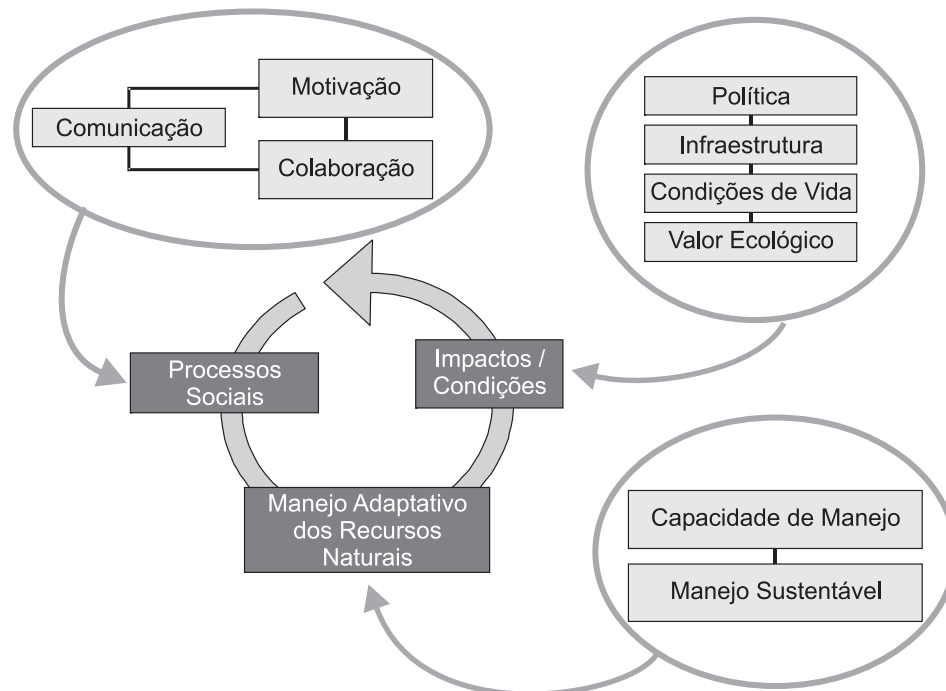 Motivação
Comunicação
Colaboração
Política
Infraestrutura
Condições de Vida
Valor Ecológico
Processos
Sociais
Impactos /
Condições
Manejo Adaptativo
dos Recursos
Naturais
Capacidade de Manejo
Manejo Sustentável